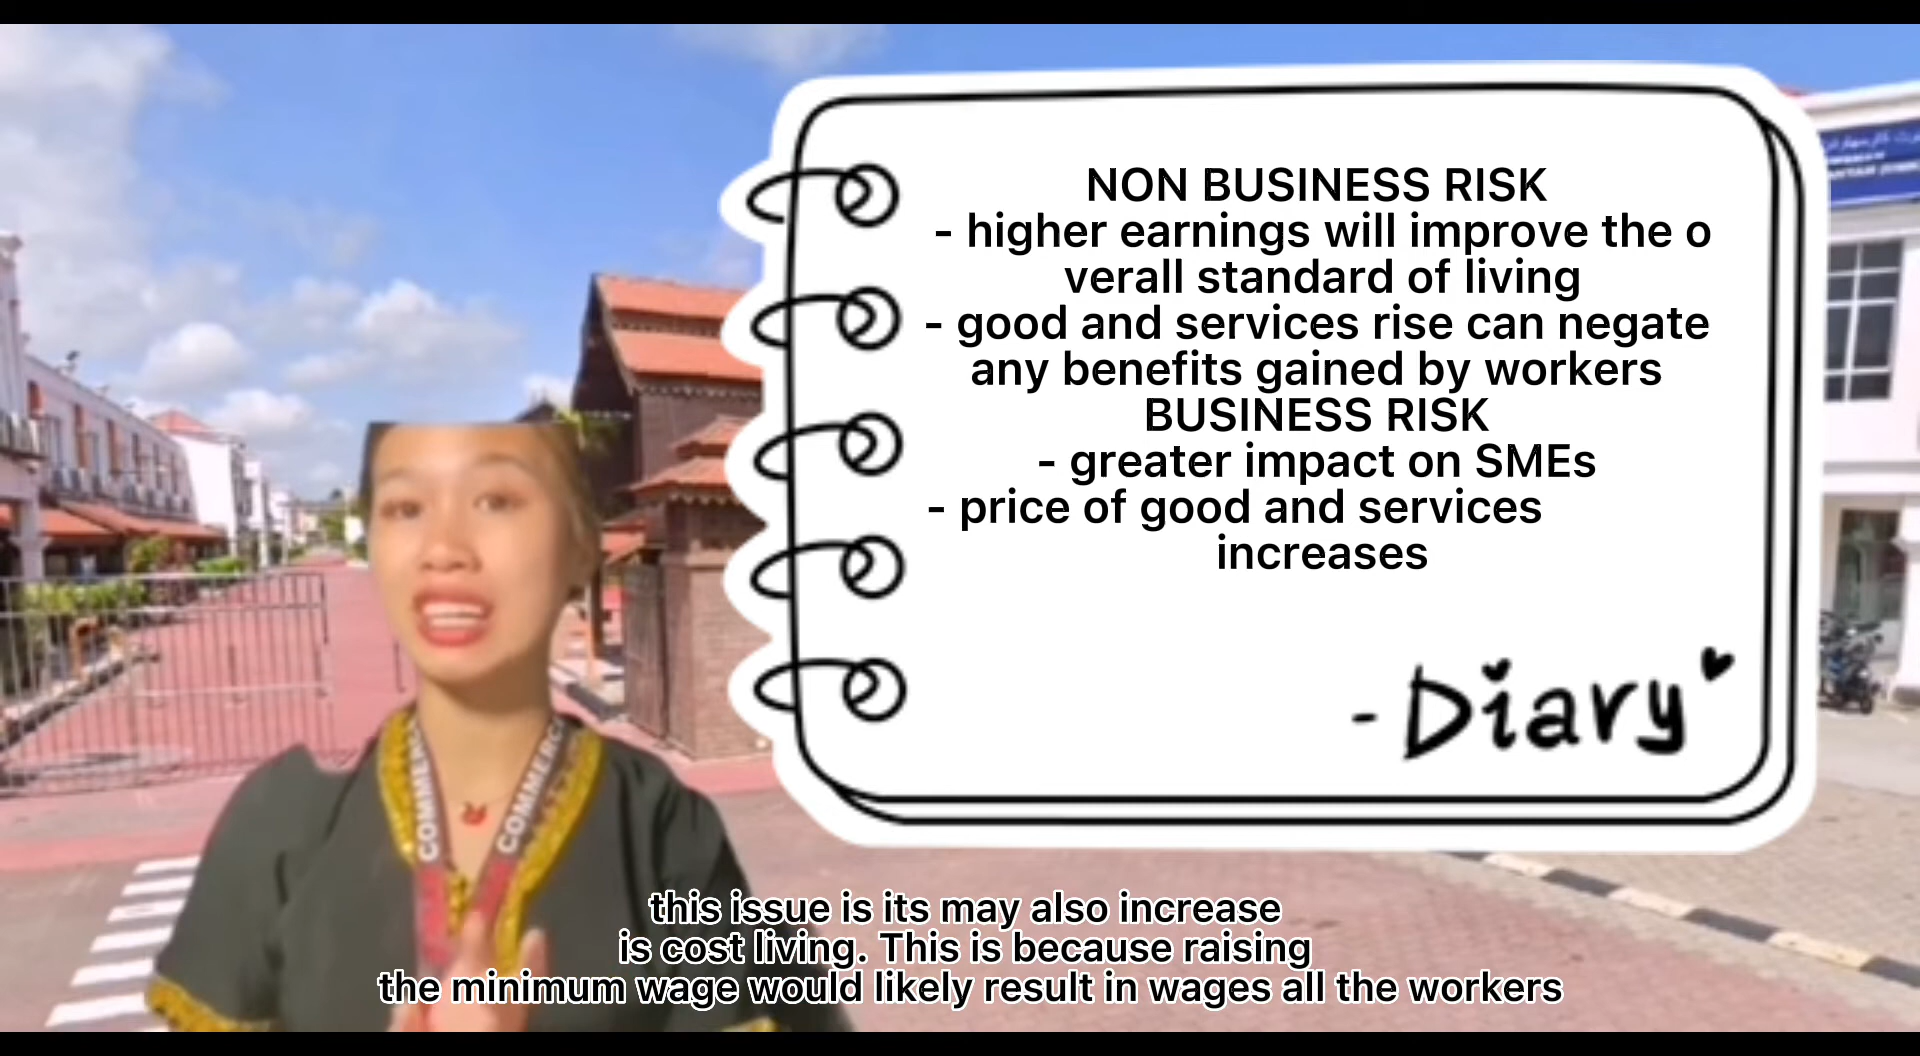 NON BUSINESS RISK
- higher earnings will improve the o
verall standard of living
- good and services rise can negate
any benefits gained by workers
BUSINESS RISK
- greater impact on SMEs
- price of good and services
increases
- Diary
COMMERC
COMMERC
this issue is its may also increase
is cost living. This is because raising
the minimum wage would likely result in wages all the workers